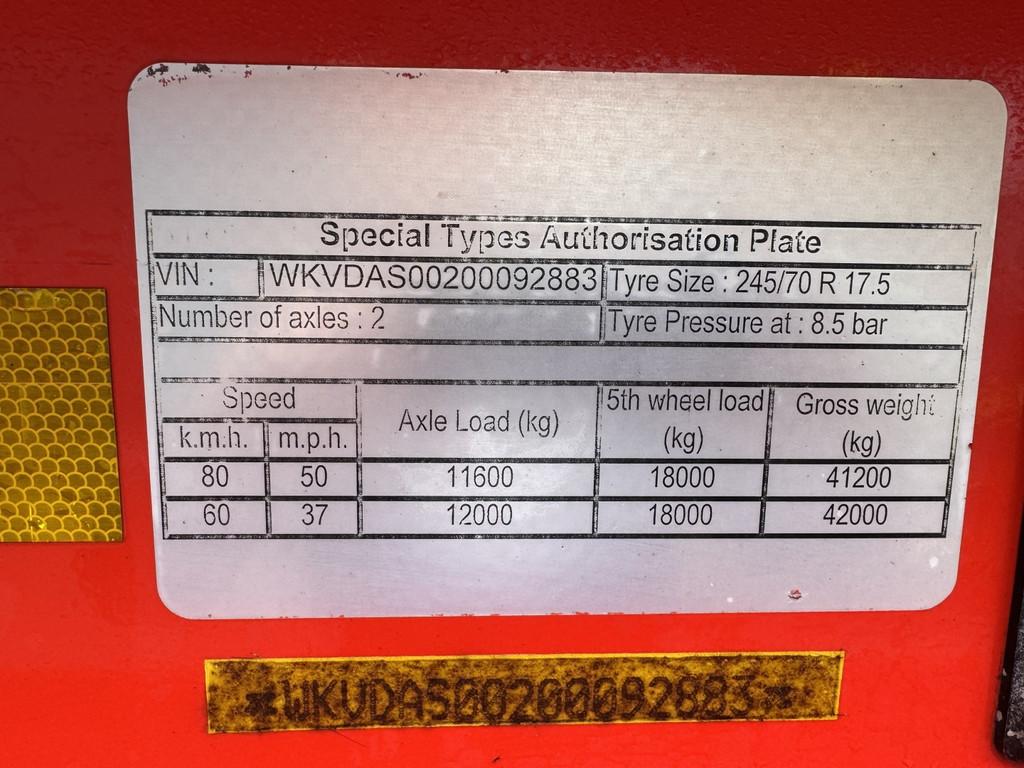 Special Types Authorisation Plate
VIN : WKVDAS00200092883 Tyre Size : 245/70 R 17.5
Number of axles : 2 Tyre Pressure at : 8.5 bar
Speed Axle Load (kg) 5th wheel load (kg) Gross weight (kg)
k.m.h. m.p.h.
80 50 11600 18000 41200
60 37 12000 18000 42000
*WKVDAS00200092883*